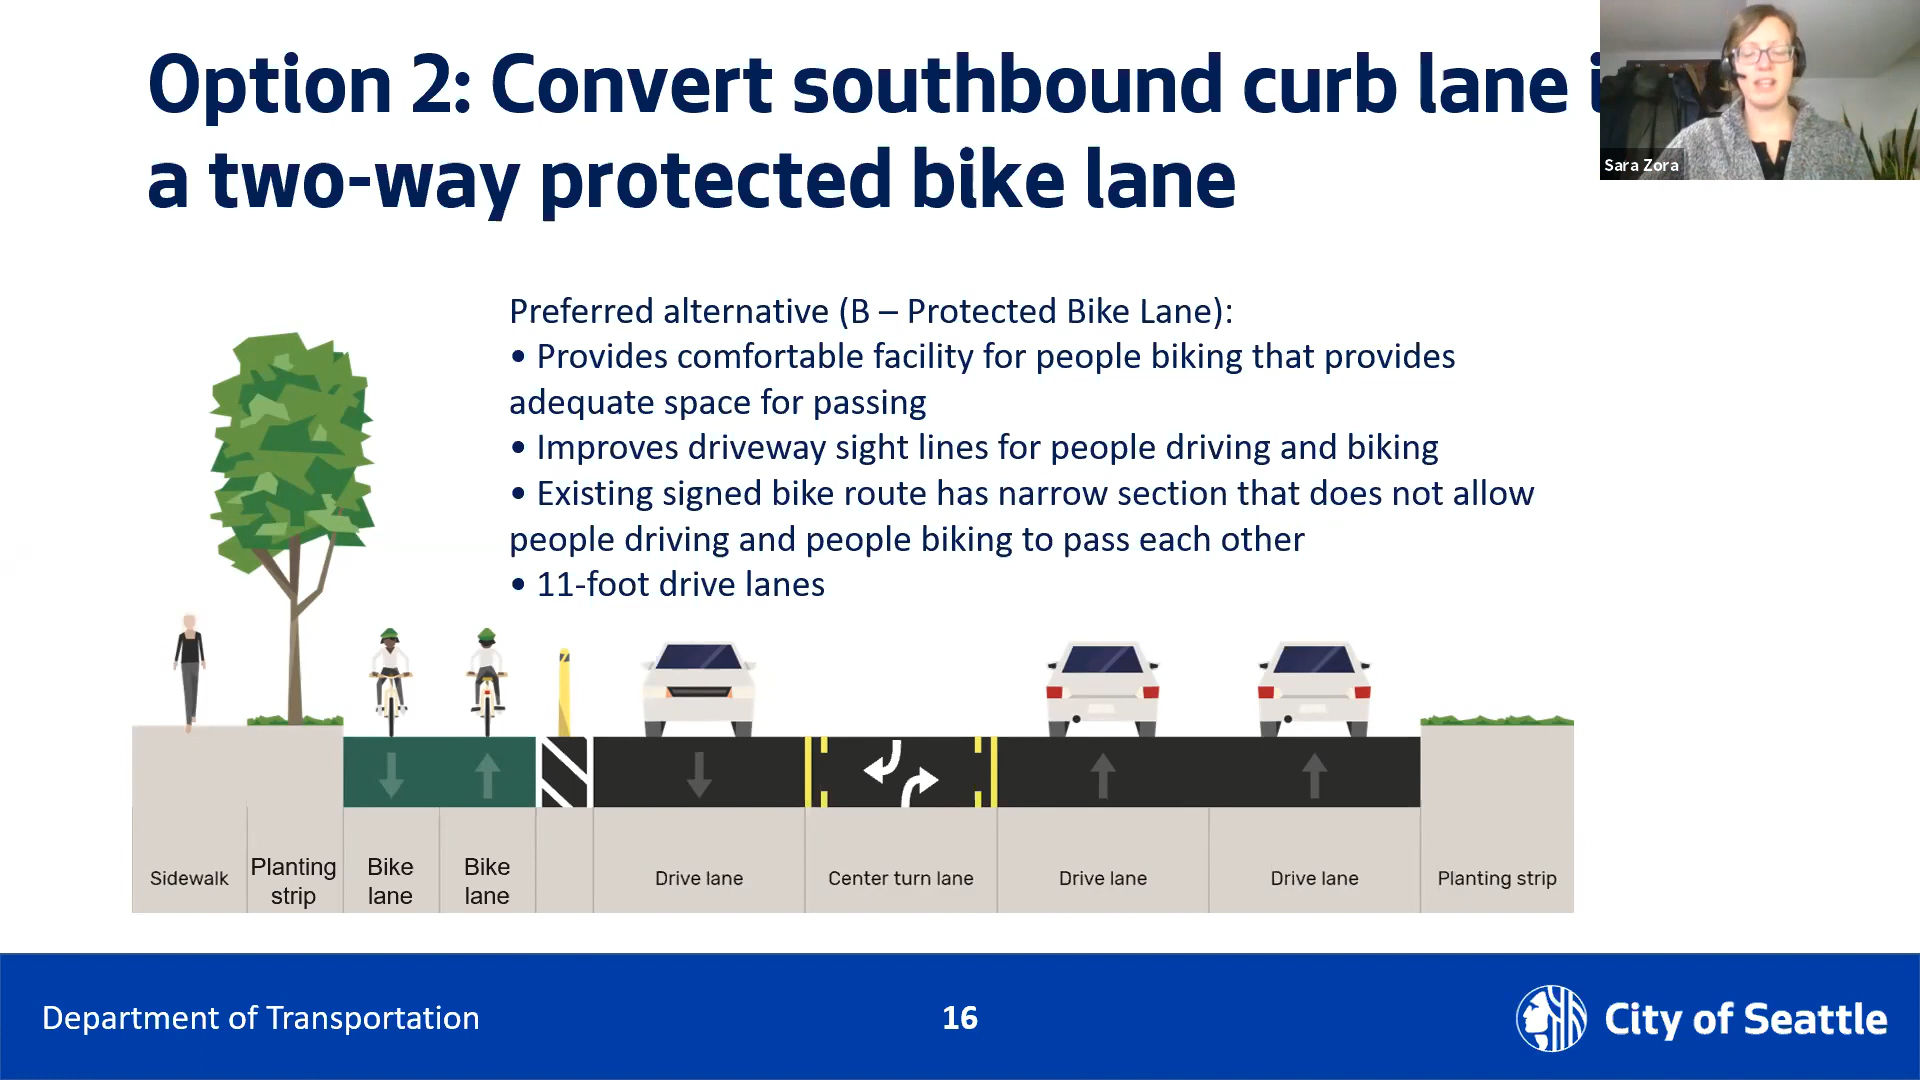 Option 2: Convert southbound curb lane
a two-way protected bike lane
Sara Zora
Preferred alternative (B – Protected Bike Lane):
• Provides comfortable facility for people biking that provides
adequate space for passing
• Improves driveway sight lines for people driving and biking
• Existing signed bike route has narrow section that does not allow
people driving and people biking to pass each other
• 11-foot drive lanes
Sidewalk
Planting
strip
Bike
lane
Bike
lane
Drive lane
Center turn lane
Drive lane
Drive lane
Planting strip
Department of Transportation
16
City of Seattle